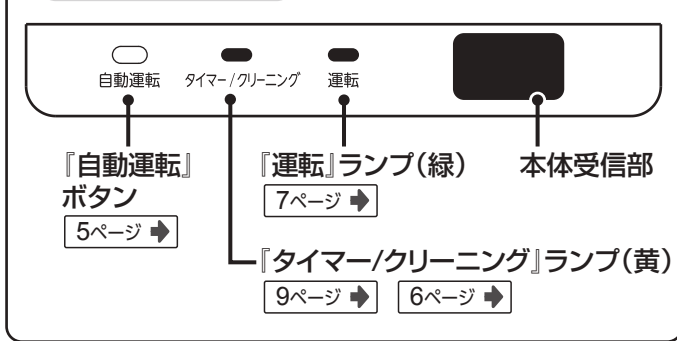 自動運転 タイマー/クリーニング 運転
『自動運転』 『運転』ランプ(緑) 本体受信部
ボタン 7ページ
5ページ
『タイマー/クリーニング』ランプ(黄)
9ページ 6ページ